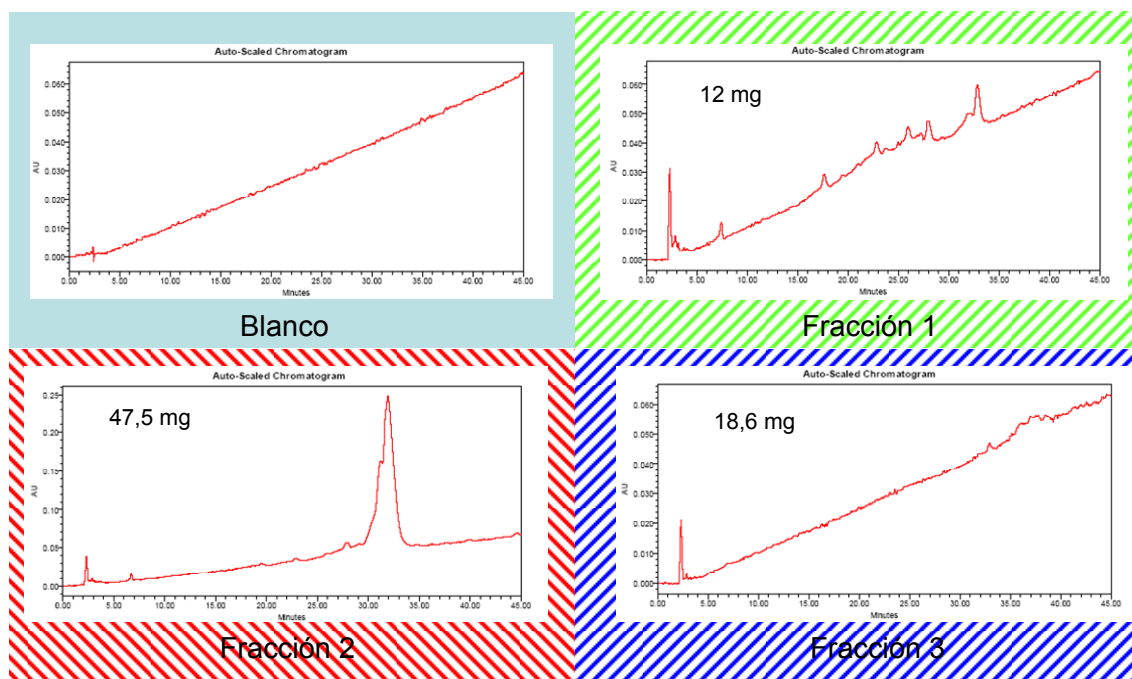 Auto-Scaled Chromatogram
AU
0.060
0.050
0.040
0.030
0.020
0.010
0.000
0.00 5.00 10.00 15.00 20.00 25.00 30.00 35.00 40.00 45.00
Minutes
Blanco
Auto-Scaled Chromatogram
12 mg
AU
0.060
0.050
0.040
0.030
0.020
0.010
0.000
0.00 5.00 10.00 15.00 20.00 25.00 30.00 35.00 40.00 45.00
Minutes
Fracción 1
Auto-Scaled Chromatogram
47,5 mg
AU
0.25
0.20
0.15
0.10
0.05
0.00
0.00 5.00 10.00 15.00 20.00 25.00 30.00 35.00 40.00 45.00
Minutes
Fracción 2
Auto-Scaled Chromatogram
18,6 mg
AU
0.060
0.050
0.040
0.030
0.020
0.010
0.000
0.00 5.00 10.00 15.00 20.00 25.00 30.00 35.00 40.00 45.00
Minutes
Fracción 3